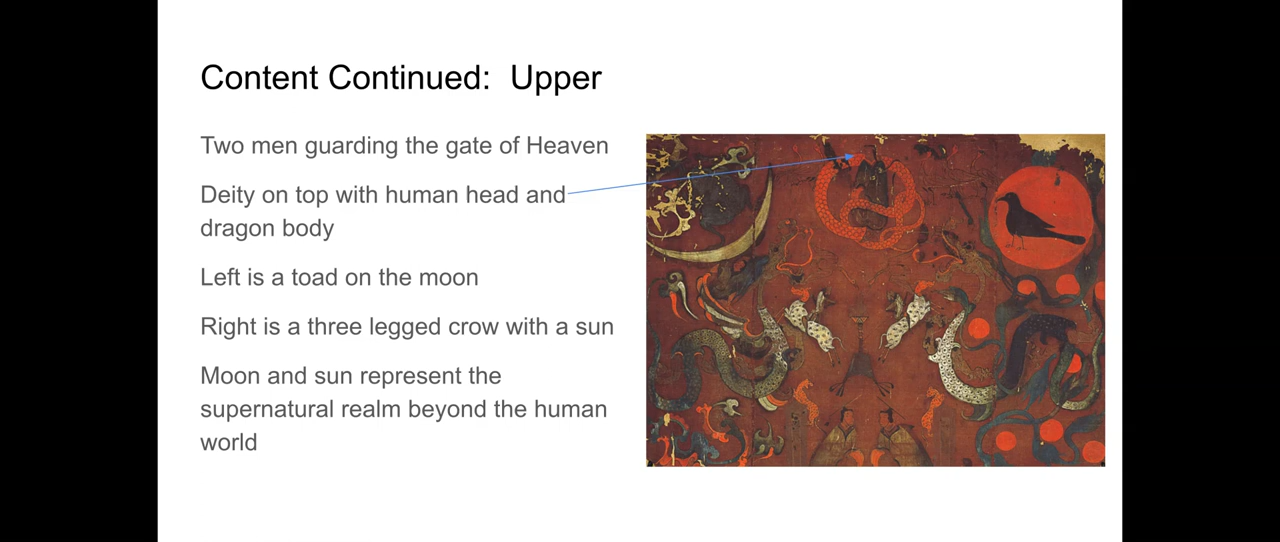 Content Continued:  Upper
Two men guarding the gate of Heaven
Deity on top with human head and
dragon body
Left is a toad on the moon
Right is a three legged crow with a sun
Moon and sun represent the
supernatural realm beyond the human
world